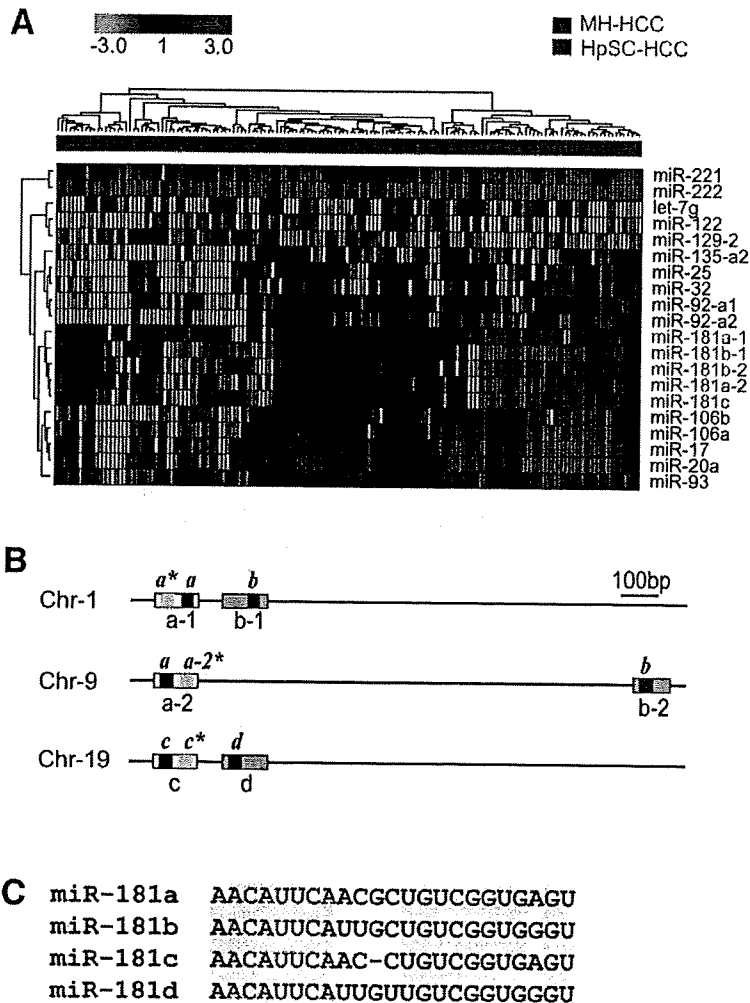 A
-3.0 1 3.0
MH-HCC
HpSC-HCC
miR-221
miR-222
let-7g
miR-122
miR-129-2
miR-135-a2
miR-25
miR-32
miR-92-a1
miR-92-a2
miR-181a-1
miR-181b-1
miR-181b-2
miR-181a-2
miR-181c
miR-106b
miR-106a
miR-17
miR-20a
miR-93
B
100bp
a* a b
Chr-1
a-1 b-1
a a-2* b
Chr-9
a-2 b-2
c c* d
Chr-19
c d
C
miR-181a AACAUUCAACGCUGUCGGUGAGU
miR-181b AACAUUCAUUGCUGUCGGUGGGU
miR-181c AACAUUCAAC-CUGUCGGUGAGU
miR-181d AACAUUCAUUGUUGUCGGUGGGU